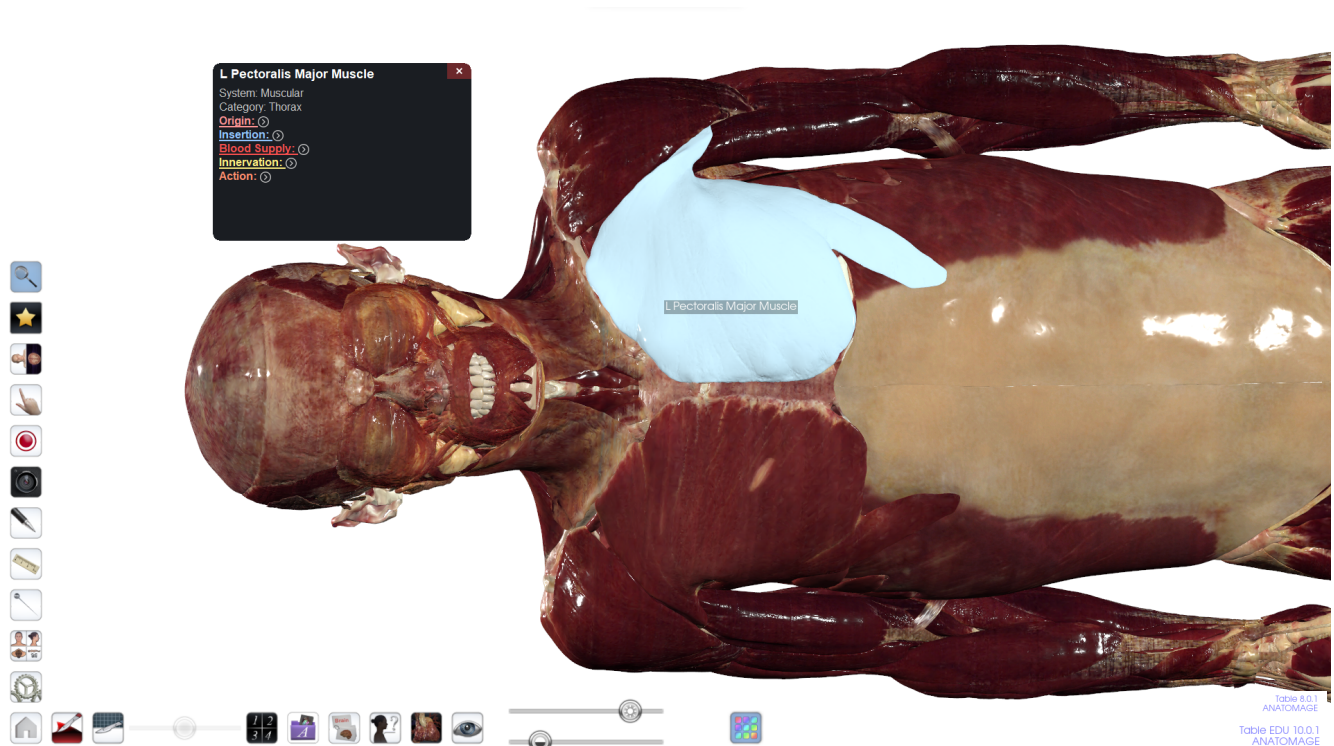 L Pectoralis Major Muscle
System: Muscular
Category: Thorax
Origin:
Insertion:
Blood Supply:
Innervation:
Action:
L Pectoralis Major Muscle
1 2
3 4
A
Brain
?
Table 8.0.1
ANATOMAGE
Table EDU 10.0.1
ANATOMAGE